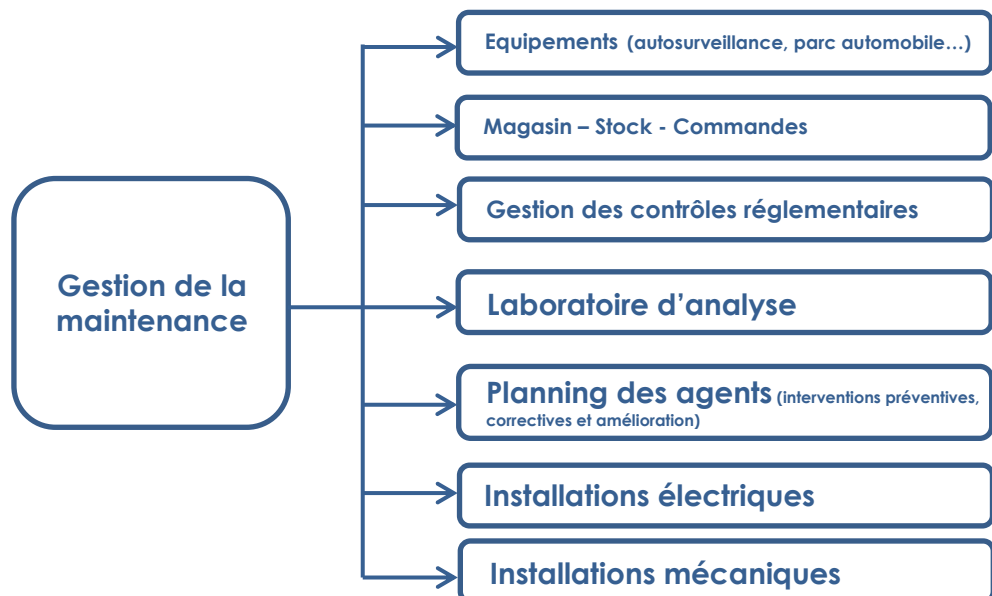 Equipements (autosurveillance, parc automobile…)
Magasin – Stock - Commandes
Gestion des contrôles réglementaires
Gestion de la
maintenance
Laboratoire d’analyse
Planning des agents (interventions préventives,
correctives et amélioration)
Installations électriques
Installations mécaniques